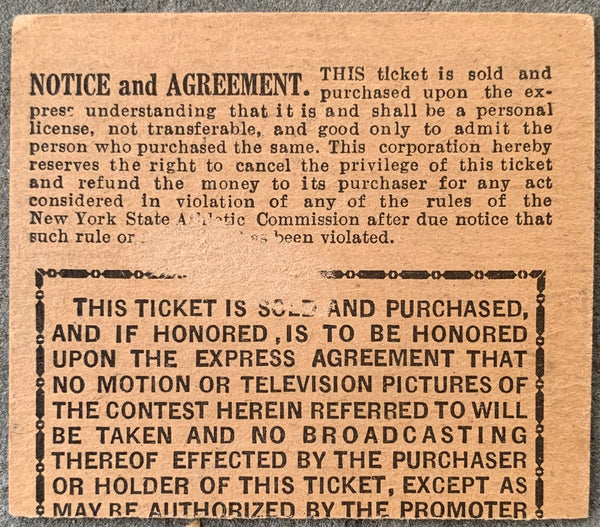 NOTICE and AGREEMENT. THIS ticket is sold and
purchased upon the ex-
press understanding that it is and shall be a personal
license, not transferable, and good only to admit the
person who purchased the same. This corporation hereby
reserves the right to cancel the privilege of this ticket
and refund the money to its purchaser for any act
considered in violation of any of the rules of the
New York State Athletic Commission after due notice that
such rule or been violated.
THIS TICKET IS SOLD AND PURCHASED,
AND IF HONORED, IS TO BE HONORED
UPON THE EXPRESS AGREEMENT THAT
NO MOTION OR TELEVISION PICTURES OF
THE CONTEST HEREIN REFERRED TO WILL
BE TAKEN AND NO BROADCASTING
THEREOF EFFECTED BY THE PURCHASER
OR HOLDER OF THIS TICKET, EXCEPT AS
MAY BE AUTHORIZED BY THE PROMOTER